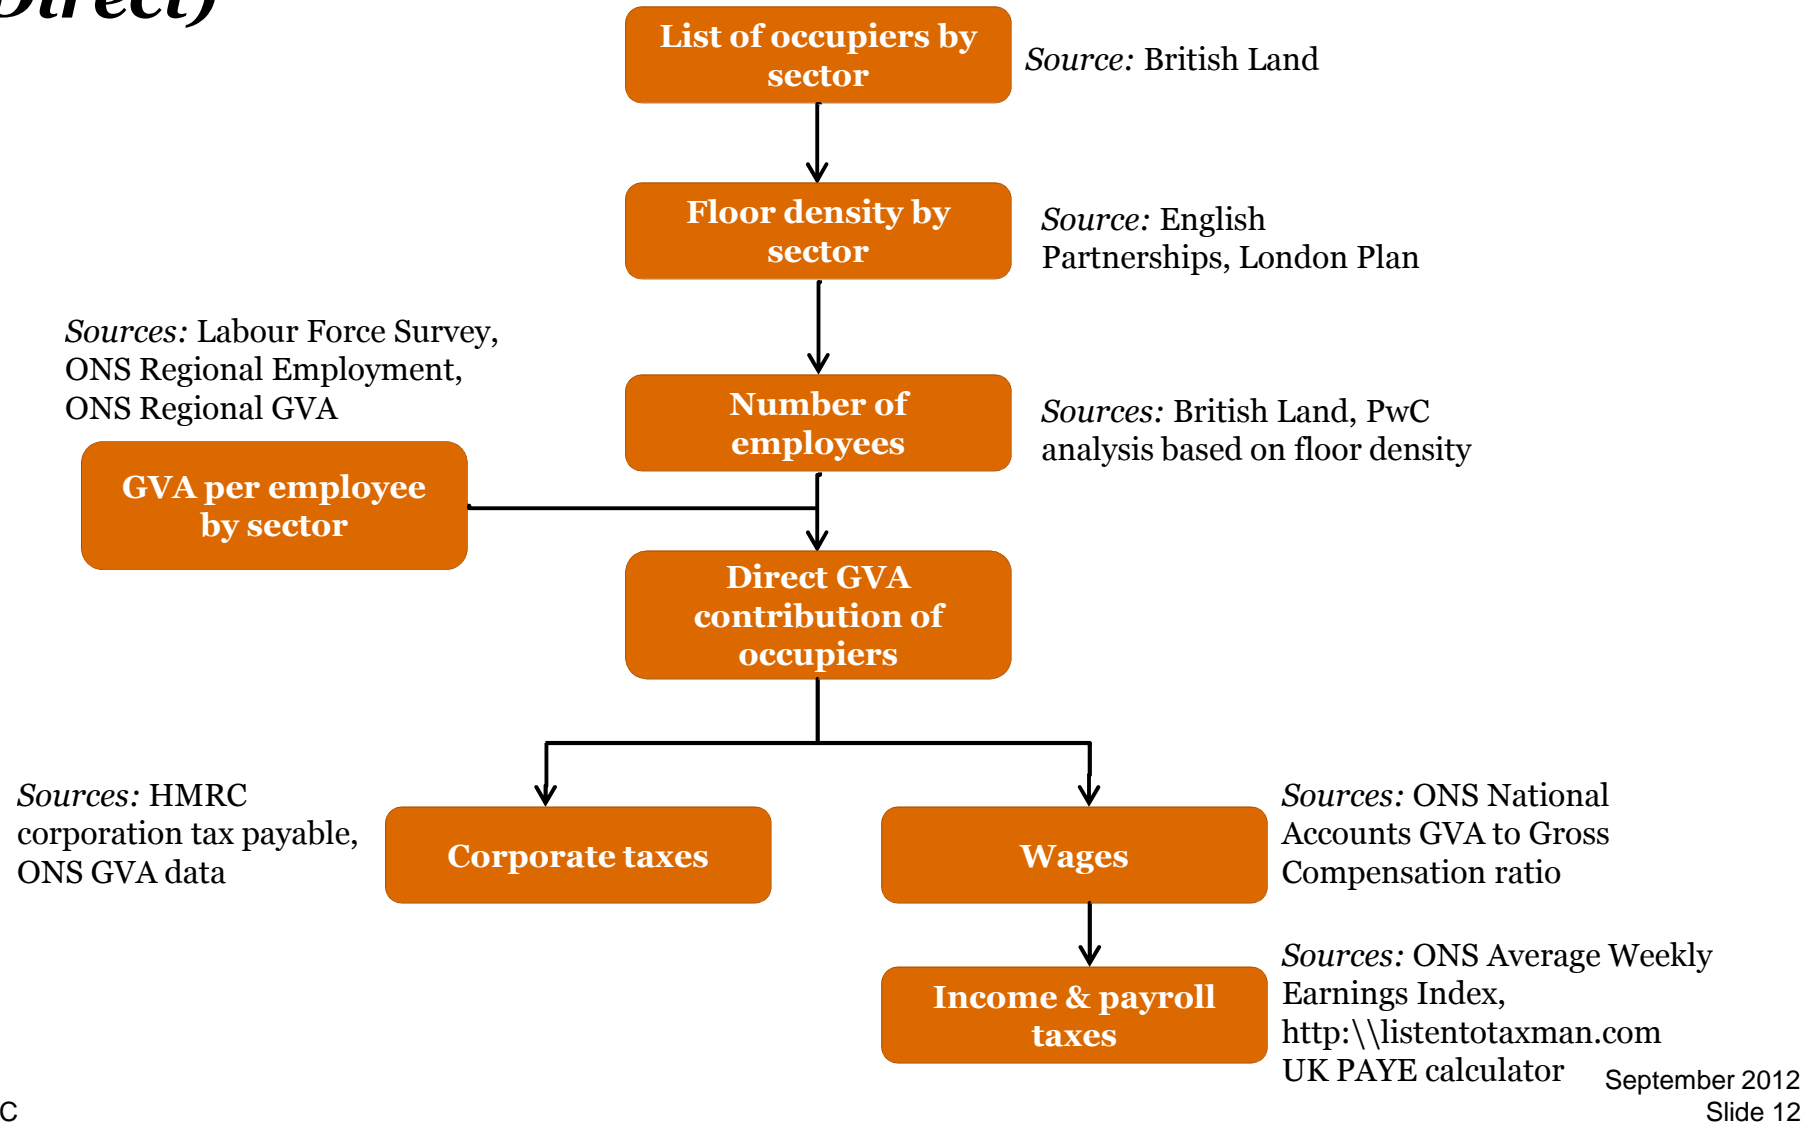 Direct)
List of occupiers by
sector
Source: British Land
Floor density by
sector
Source: English
Partnerships, London Plan
Sources: Labour Force Survey,
ONS Regional Employment,
ONS Regional GVA
Number of
employees
Sources: British Land, PwC
analysis based on floor density
GVA per employee
by sector
Direct GVA
contribution of
occupiers
Sources: HMRC
corporation tax payable,
ONS GVA data
Corporate taxes
Wages
Sources: ONS National
Accounts GVA to Gross
Compensation ratio
Income & payroll
taxes
Sources: ONS Average Weekly
Earnings Index,
http:\\listentotaxman.com
UK PAYE calculator
September 2012
C
Slide 12